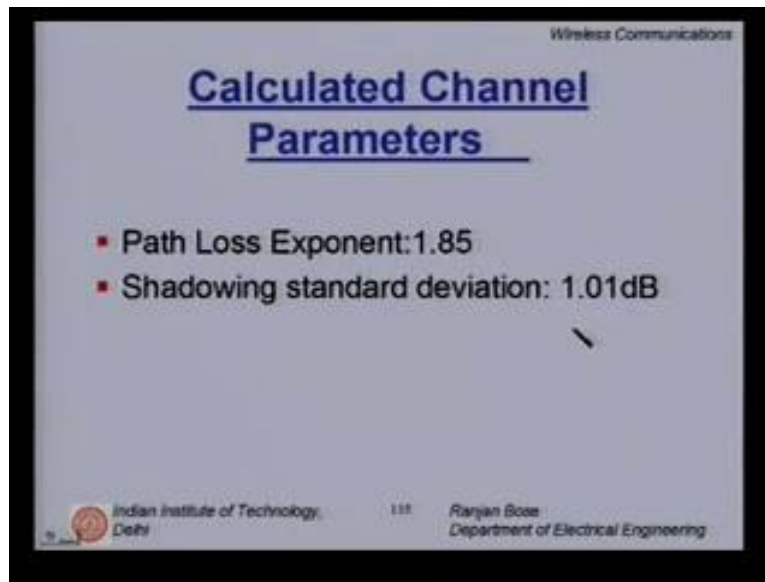 Wireless Communications
Calculated Channel
Parameters
Path Loss Exponent:1.85
Shadowing standard deviation: 1.01dB
Indian Institute of Technology,
Delhi
Ranjan Bose
Department of Electrical Engineering